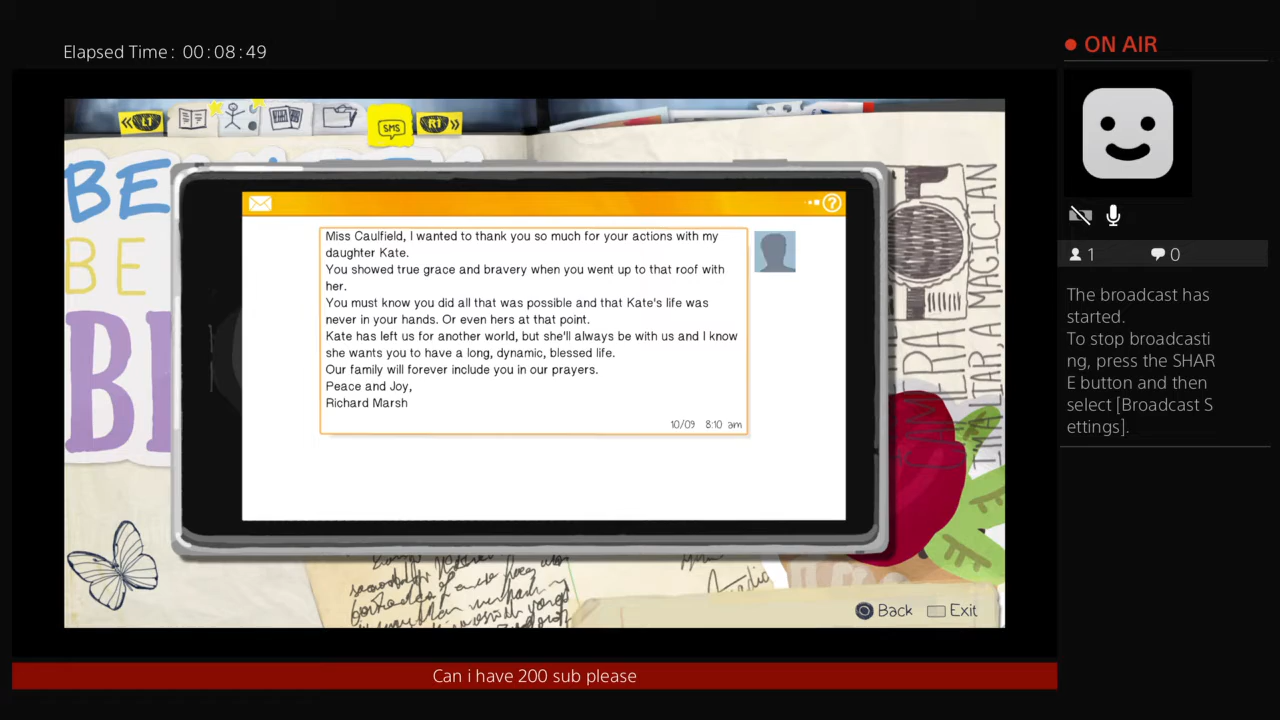 Elapsed Time: 00:08:49
ON AIR
L1
SMS
R1
BE
BE
BE
Miss Caulfield, I wanted to thank you so much for your actions with my
daughter Kate.
You showed true grace and bravery when you went up to that roof with
her.
You must know you did all that was possible and that Kate's life was
never in your hands. Or even hers at that point.
Kate has left us for another world, but she'll always be with us and I know
she wants you to have a long, dynamic, blessed life.
Our family will forever include you in our prayers.
Peace and Joy,
Richard Marsh
10/09 8:10 am
CAMERA
LIAR, A MAGICIAN
Back
Exit
1
0
The broadcast has
started.
To stop broadcasti
ng, press the SHAR
E button and then
select [Broadcast S
ettings].
Can i have 200 sub please